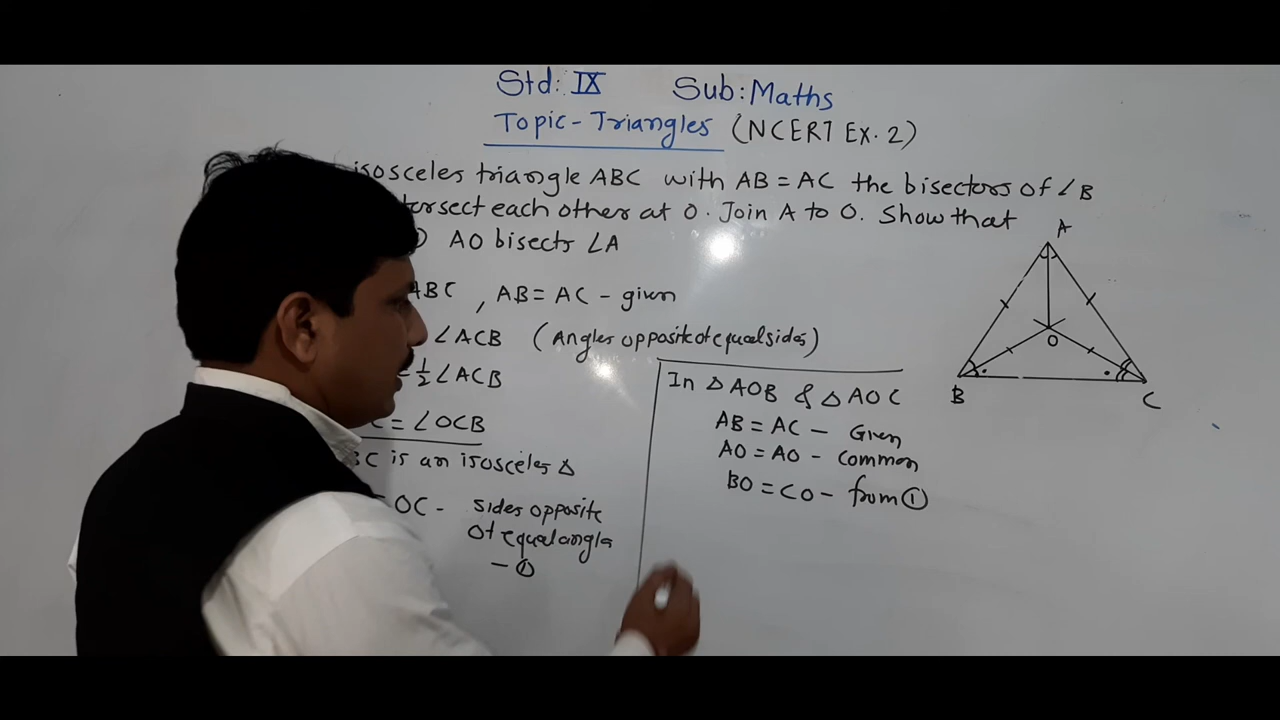 Std: IX Sub: Maths
Topic - Triangles (NCERT Ex. 2)
isosceles triangle ABC with AB = AC the bisectors of ∠B
tersect each other at O. Join A to O. Show that
) AO bisects ∠A
ABC , AB = AC - given
∠ACB (Angles opposite of equal sides)
= 1/2 ∠ACB
C = ∠OCB
BC is an isosceles △
OC - sides opposite
of equal angles
- ①
In △AOB & △AOC
AB = AC - Given
AO = AO - common
BO = CO - from ①
A
O
B
C